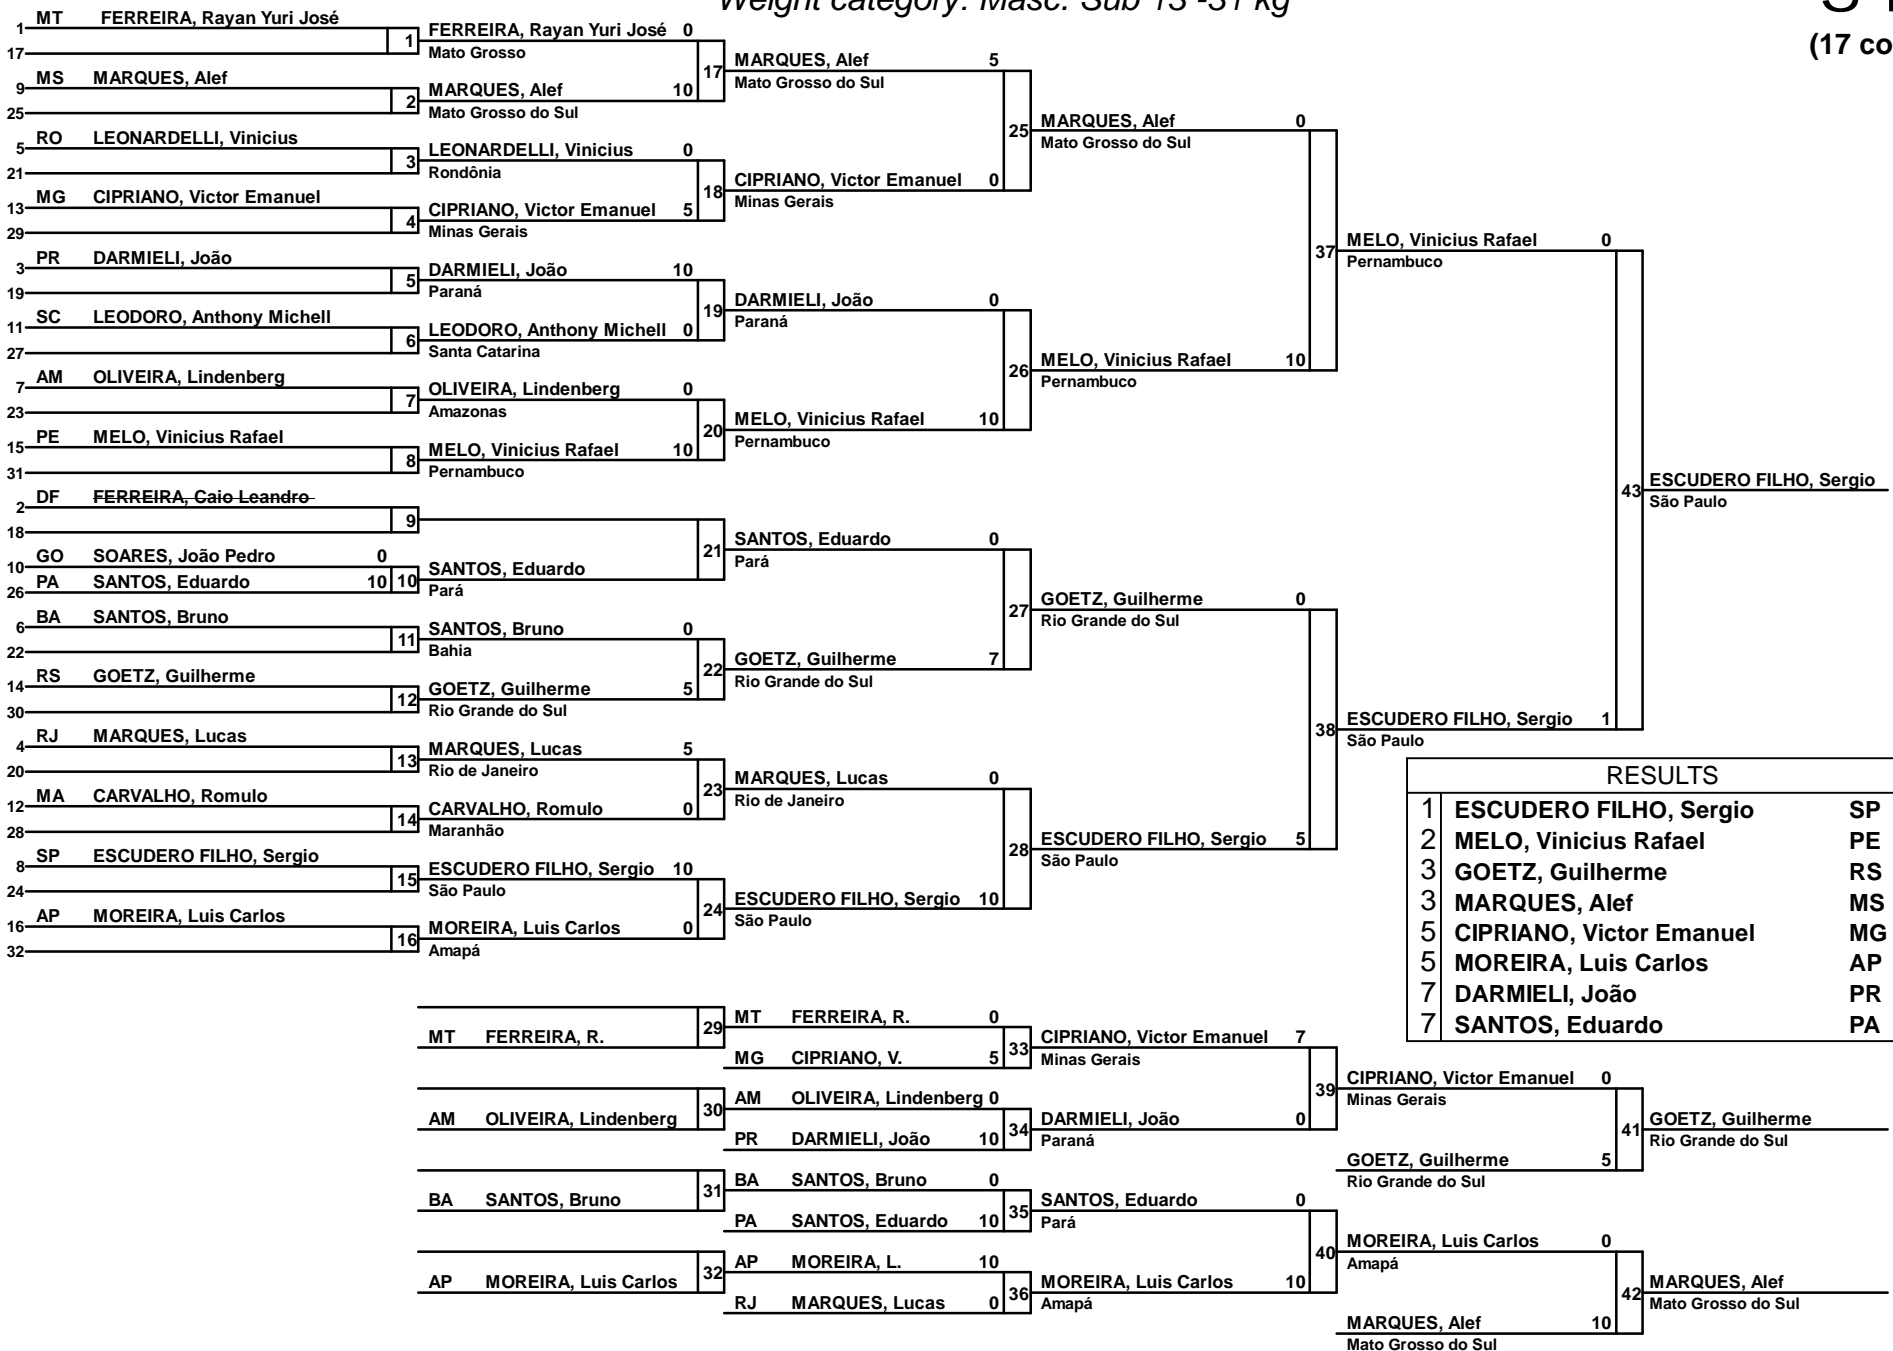 Weight category: Masc. Sub 13 -31 kg
(17 co
1 MT FERREIRA, Rayan Yuri José
17
1
9 MS MARQUES, Alef
25
2
5 RO LEONARDELLI, Vinicius
21
3
13 MG CIPRIANO, Victor Emanuel
29
4
3 PR DARMIELI, João
19
5
11 SC LEODORO, Anthony Michell
27
6
7 AM OLIVEIRA, Lindenberg
23
7
15 PE MELO, Vinicius Rafael
31
8
2 DF FERREIRA, Caio Leandro
18
9
10 GO SOARES, João Pedro 0
26 PA SANTOS, Eduardo 10
10
6 BA SANTOS, Bruno
22
11
14 RS GOETZ, Guilherme
30
12
4 RJ MARQUES, Lucas
20
13
12 MA CARVALHO, Romulo
28
14
8 SP ESCUDERO FILHO, Sergio
24
15
16 AP MOREIRA, Luis Carlos
32
16
FERREIRA, Rayan Yuri José 0
Mato Grosso
17
MARQUES, Alef 10
Mato Grosso do Sul
LEONARDELLI, Vinicius 0
Rondônia
18
CIPRIANO, Victor Emanuel 5
Minas Gerais
DARMIELI, João 10
Paraná
19
LEODORO, Anthony Michell 0
Santa Catarina
OLIVEIRA, Lindenberg 0
Amazonas
20
MELO, Vinicius Rafael 10
Pernambuco
21
SANTOS, Eduardo
Pará
SANTOS, Bruno 0
Bahia
22
GOETZ, Guilherme 5
Rio Grande do Sul
MARQUES, Lucas 5
Rio de Janeiro
23
CARVALHO, Romulo 0
Maranhão
ESCUDERO FILHO, Sergio 10
São Paulo
24
MOREIRA, Luis Carlos 0
Amapá
MARQUES, Alef 5
Mato Grosso do Sul
25
CIPRIANO, Victor Emanuel 0
Minas Gerais
DARMIELI, João 0
Paraná
26
MELO, Vinicius Rafael 10
Pernambuco
SANTOS, Eduardo 0
Pará
27
GOETZ, Guilherme 7
Rio Grande do Sul
MARQUES, Lucas 0
Rio de Janeiro
28
ESCUDERO FILHO, Sergio 10
São Paulo
MARQUES, Alef 0
Mato Grosso do Sul
37
MELO, Vinicius Rafael 10
Pernambuco
GOETZ, Guilherme 0
Rio Grande do Sul
38
ESCUDERO FILHO, Sergio 5
São Paulo
MELO, Vinicius Rafael 0
Pernambuco
43
ESCUDERO FILHO, Sergio 1
São Paulo
ESCUDERO FILHO, Sergio
São Paulo
RESULTS
1 ESCUDERO FILHO, Sergio SP
2 MELO, Vinicius Rafael PE
3 GOETZ, Guilherme RS
3 MARQUES, Alef MS
5 CIPRIANO, Victor Emanuel MG
5 MOREIRA, Luis Carlos AP
7 DARMIELI, João PR
7 SANTOS, Eduardo PA
MT FERREIRA, R.
29
AM OLIVEIRA, Lindenberg
30
BA SANTOS, Bruno
31
AP MOREIRA, Luis Carlos
32
MT FERREIRA, R. 0
MG CIPRIANO, V. 5
33
AM OLIVEIRA, Lindenberg 0
PR DARMIELI, João 10
34
BA SANTOS, Bruno 0
PA SANTOS, Eduardo 10
35
AP MOREIRA, L. 10
RJ MARQUES, Lucas 0
36
CIPRIANO, Victor Emanuel 7
Minas Gerais
39
DARMIELI, João 0
Paraná
SANTOS, Eduardo 0
Pará
40
MOREIRA, Luis Carlos 10
Amapá
CIPRIANO, Victor Emanuel 0
Minas Gerais
41
GOETZ, Guilherme 5
Rio Grande do Sul
MOREIRA, Luis Carlos 0
Amapá
42
MARQUES, Alef 10
Mato Grosso do Sul
GOETZ, Guilherme
Rio Grande do Sul
MARQUES, Alef
Mato Grosso do Sul